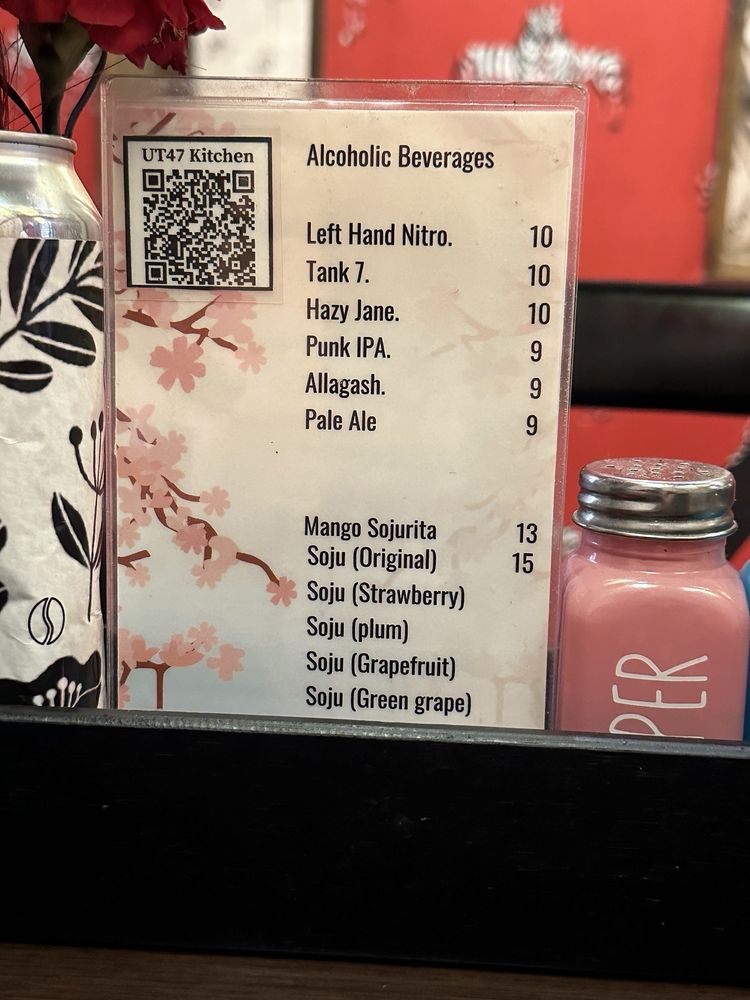 UT47 Kitchen
Alcoholic Beverages
Left Hand Nitro. 10
Tank 7. 10
Hazy Jane. 10
Punk IPA. 9
Allagash. 9
Pale Ale 9
Mango Sojurita 13
Soju (Original) 15
Soju (Strawberry)
Soju (plum)
Soju (Grapefruit)
Soju (Green grape)
PER